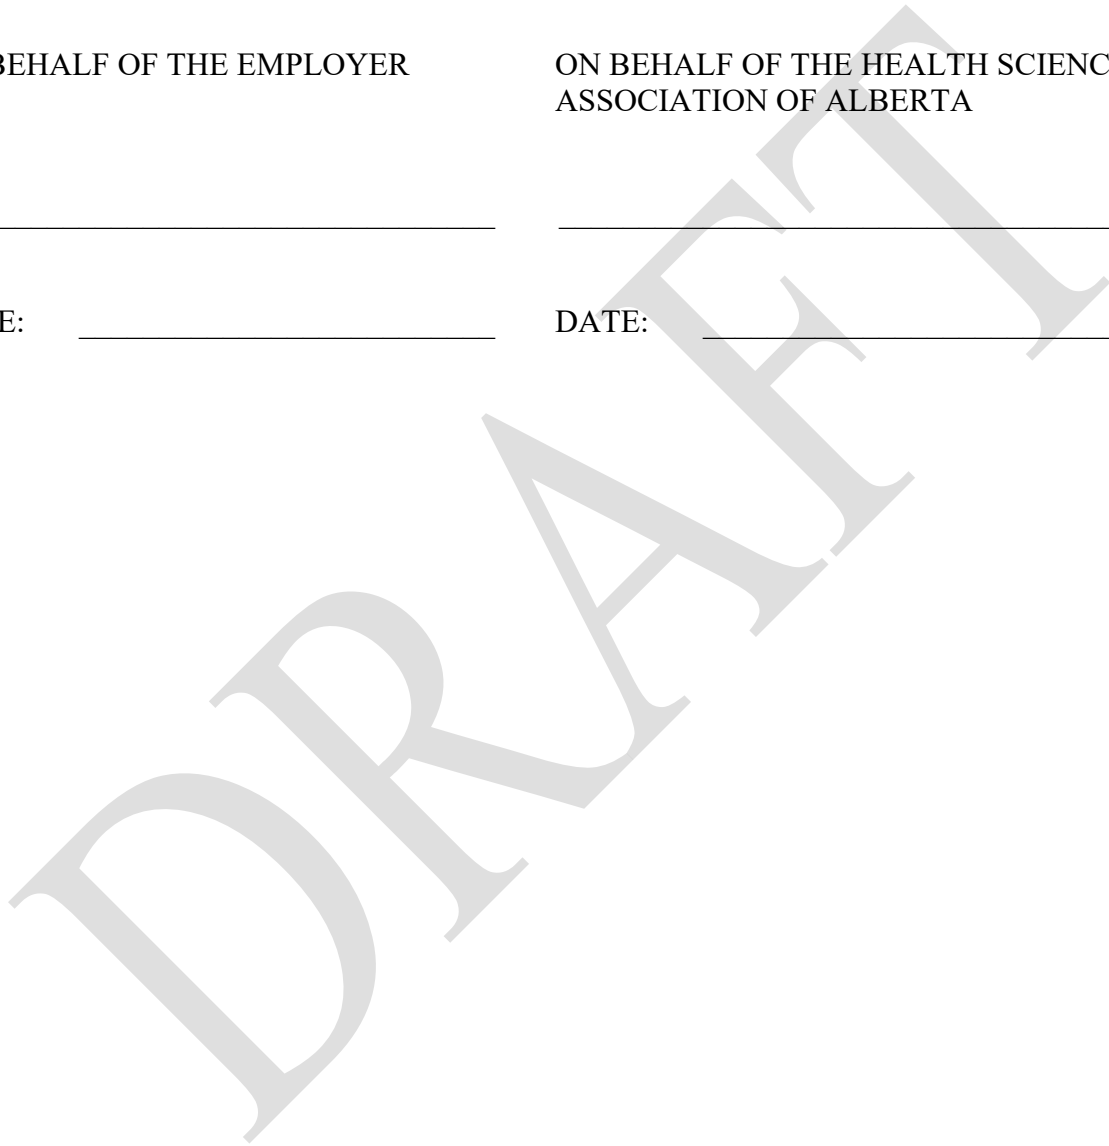 BEHALF OF THE EMPLOYER
ON BEHALF OF THE HEALTH SCIENC
ASSOCIATION OF ALBERTA
E:
DATE:
DRAFT